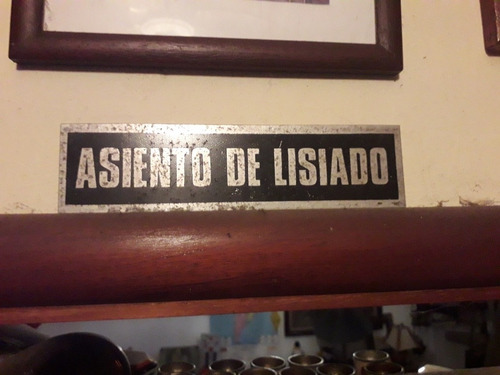 ASIENTO DE LISIADO